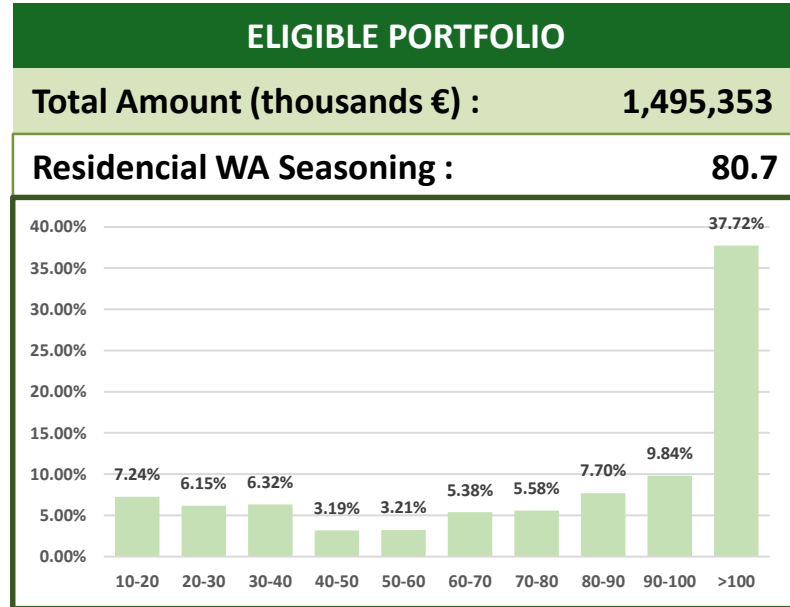 ELIGIBLE PORTFOLIO
Total Amount (thousands €) : 1,495,353
Residencial WA Seasoning : 80.7
40.00%
35.00%
30.00%
25.00%
20.00%
15.00%
10.00%
5.00%
0.00%
7.24% 6.15% 6.32% 3.19% 3.21% 5.38% 5.58% 7.70% 9.84% 37.72%
10-20 20-30 30-40 40-50 50-60 60-70 70-80 80-90 90-100 >100